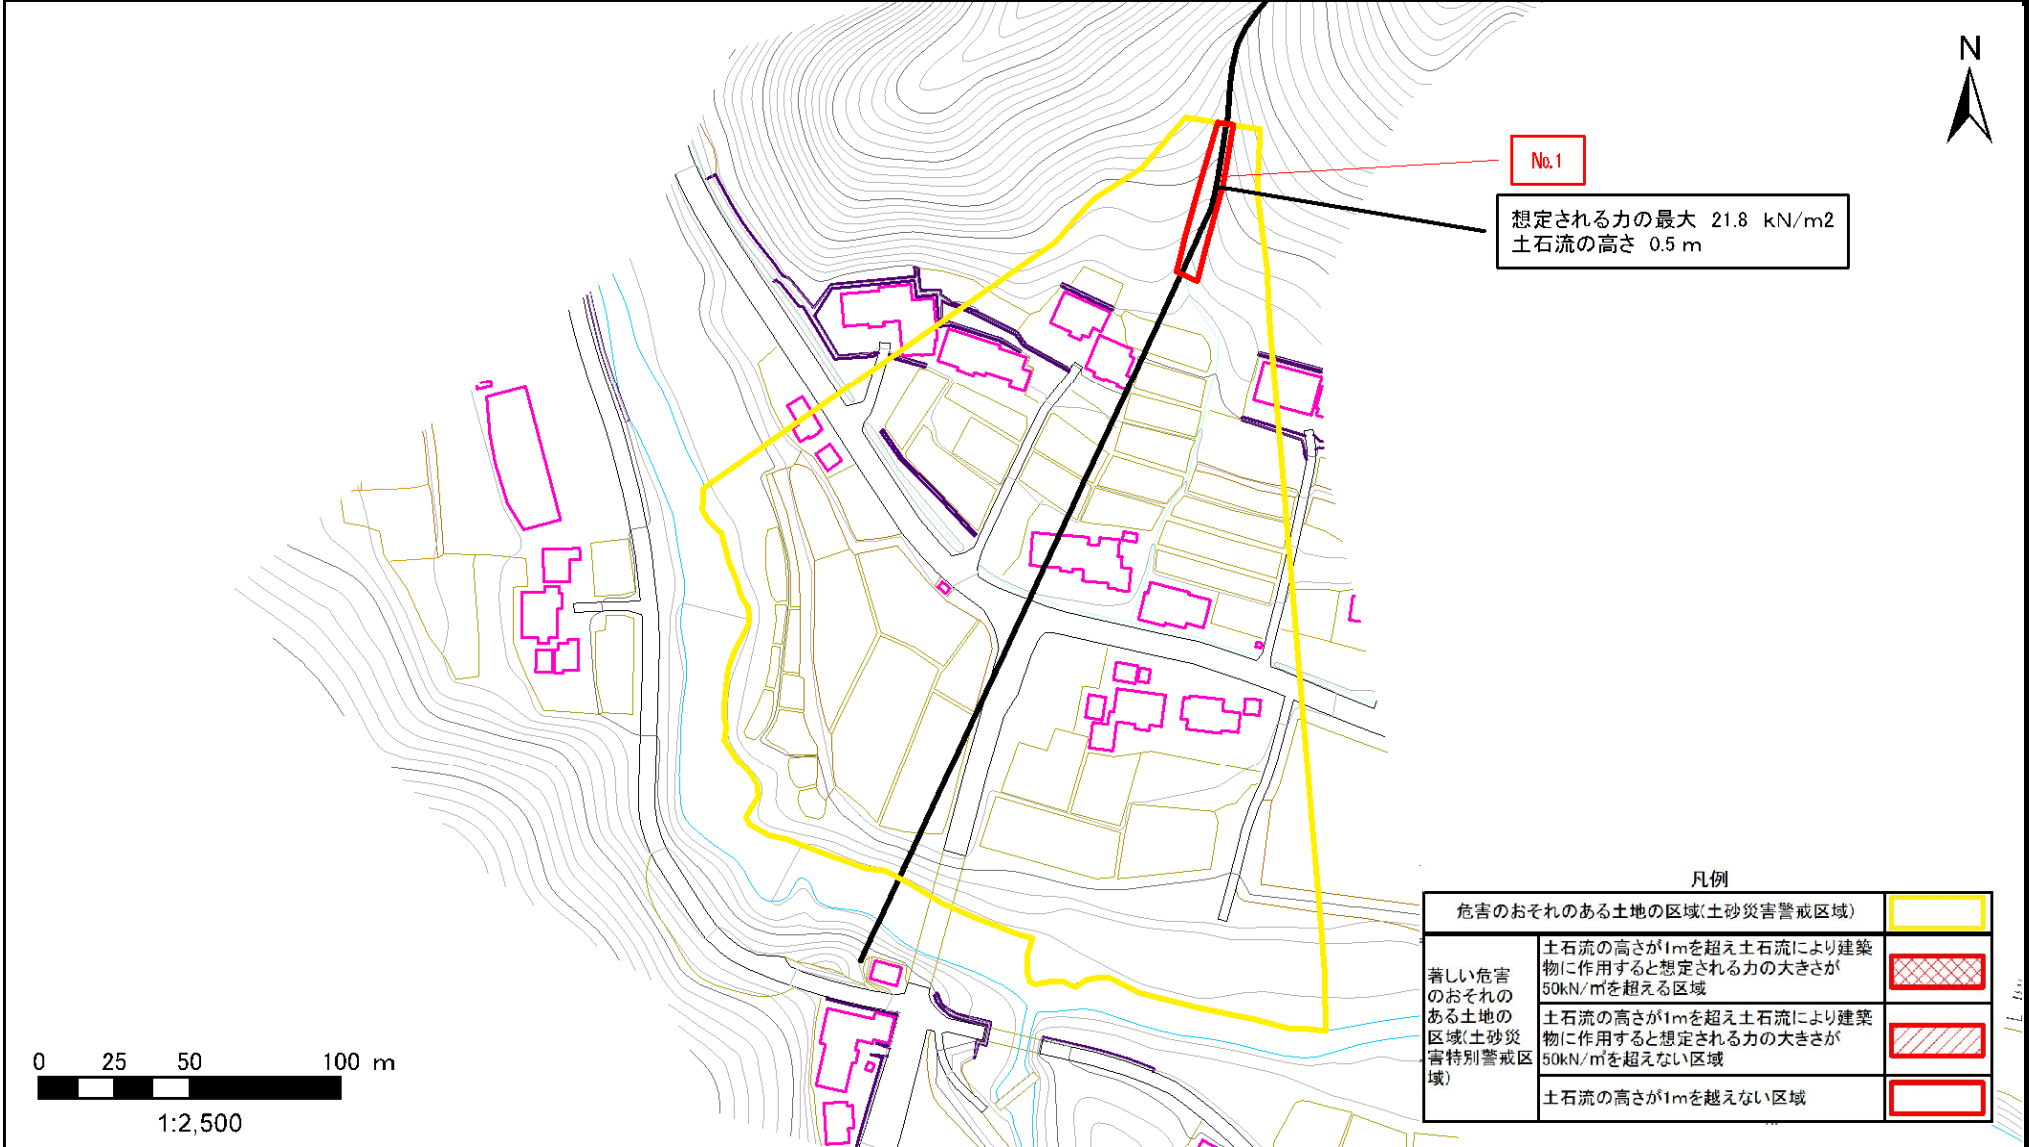 N
No.1
想定される力の最大 21.8 kN/m2
土石流の高さ 0.5 m
凡例
危害のおそれのある土地の区域(土砂災害警戒区域)
著しい危害
のおそれの
ある土地の
区域(土砂災
害特別警戒区
域)
土石流の高さが1mを超え土石流により建築
物に作用すると想定される力の大きさが
50kN/㎡を超える区域
土石流の高さが1mを超え土石流により建築
物に作用すると想定される力の大きさが
50kN/㎡を超えない区域
土石流の高さが1mを越えない区域
0 25 50 100 m
1:2,500